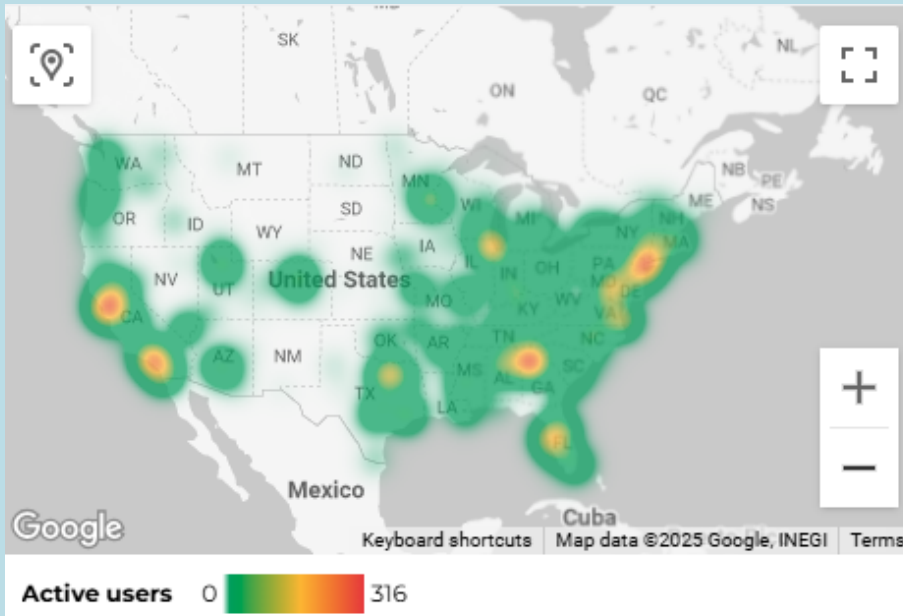 SK
NL
ON
QC
WA
MT
ND
MN
NB
PE
ME
NS
OR
ID
SD
WI
MI
NH
NY
MA
WY
IA
NE
IL
IN
OH
PA
MD
DE
NV
UT
United States
MO
KY
WV
VA
CA
AZ
NM
OK
AR
TN
NC
MS
AL
SC
GA
TX
LA
FL
Mexico
Cuba
Google
Keyboard shortcuts
Map data ©2025 Google, INEGI
Terms
Active users 0 316